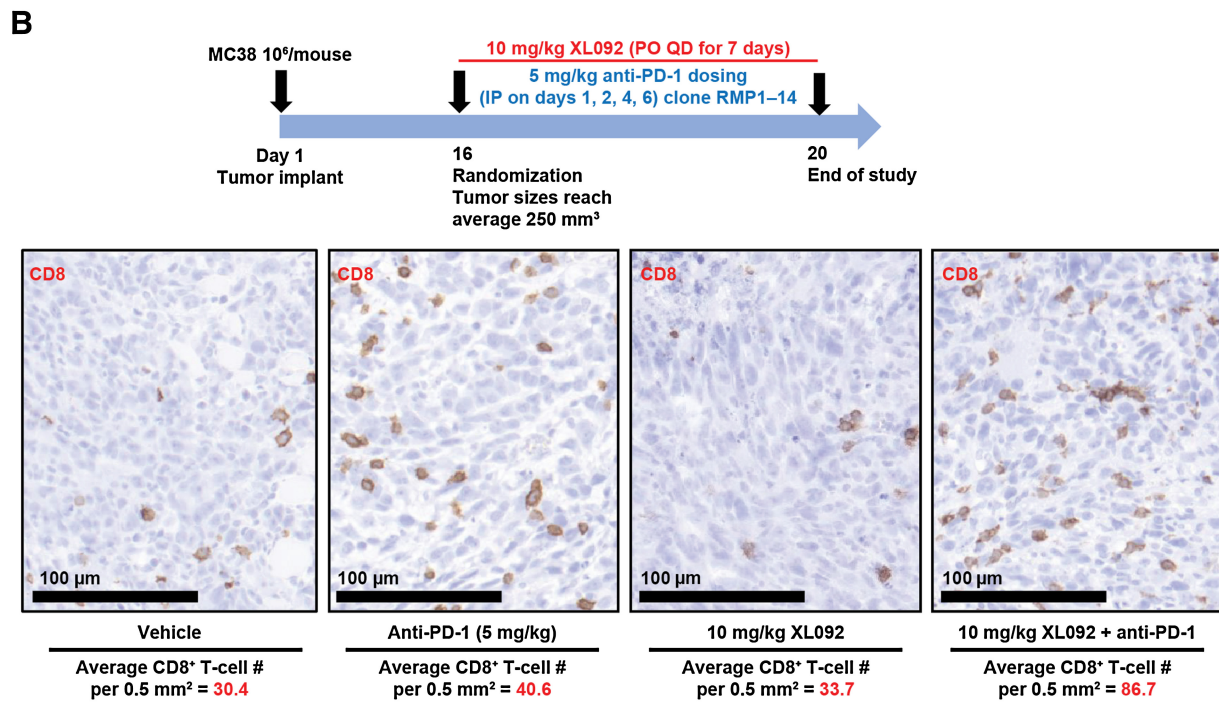 B
MC38 10⁶/mouse
10 mg/kg XL092 (PO QD for 7 days)
5 mg/kg anti-PD-1 dosing
(IP on days 1, 2, 4, 6) clone RMP1–14
Day 1
Tumor implant
16
Randomization
Tumor sizes reach
average 250 mm³
20
End of study
CD8
100 µm
CD8
100 µm
CD8
100 µm
CD8
100 µm
Vehicle
Average CD8⁺ T-cell #
per 0.5 mm² = 30.4
Anti-PD-1 (5 mg/kg)
Average CD8⁺ T-cell #
per 0.5 mm² = 40.6
10 mg/kg XL092
Average CD8⁺ T-cell #
per 0.5 mm² = 33.7
10 mg/kg XL092 + anti-PD-1
Average CD8⁺ T-cell #
per 0.5 mm² = 86.7